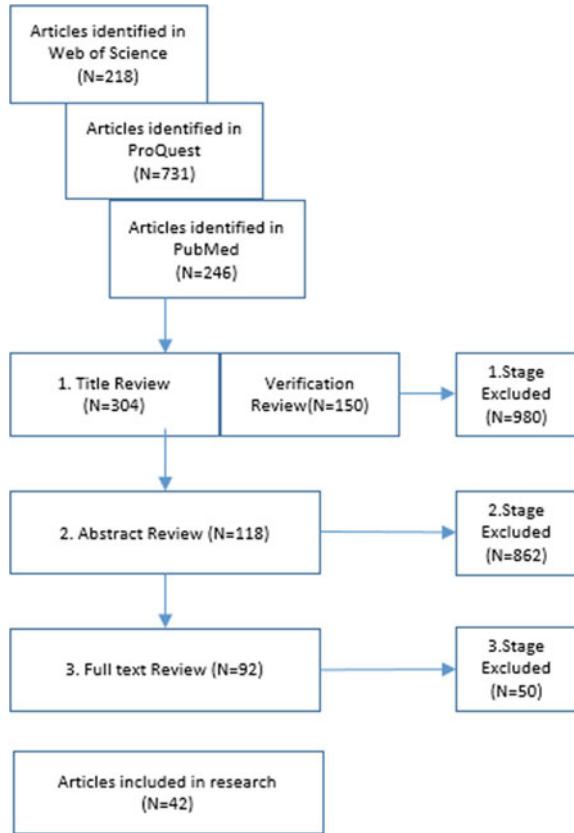 Articles identified in
Web of Science
(N=218)
Articles identified in
ProQuest
(N=731)
Articles identified in
PubMed
(N=246)
1. Title Review
(N=304)
Verification
Review(N=150)
1.Stage
Excluded
(N=980)
2. Abstract Review (N=118)
2.Stage
Excluded
(N=862)
3. Full text Review (N=92)
3.Stage
Excluded
(N=50)
Articles included in research
(N=42)